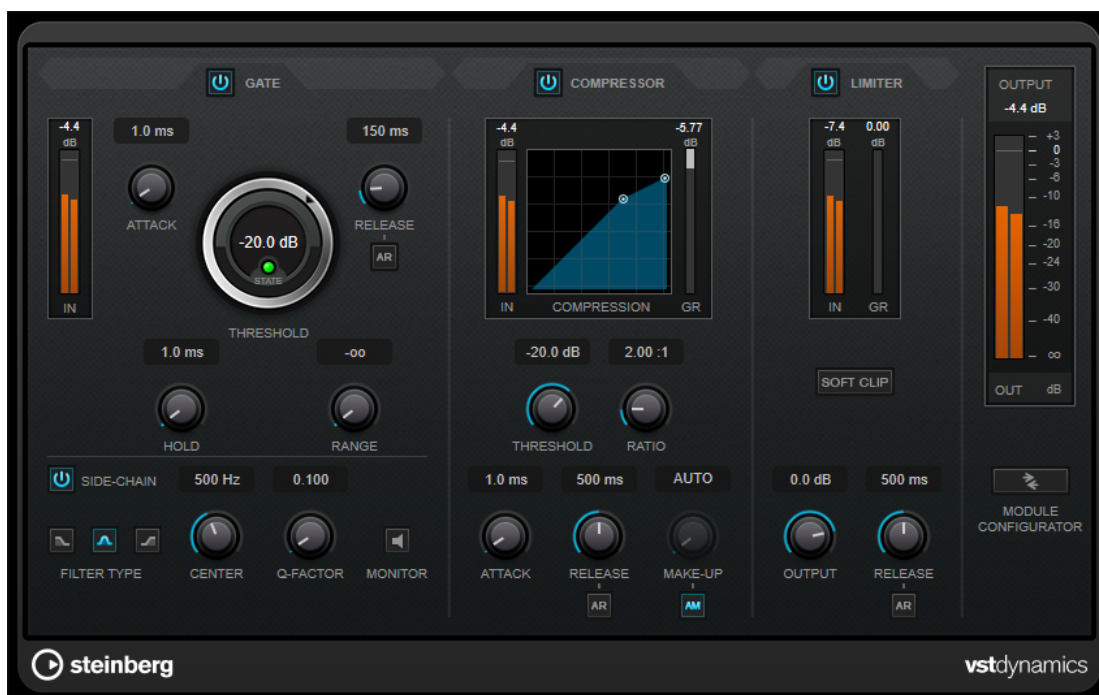 GATE
COMPRESSOR
LIMITER
OUTPUT
-4.4 dB
-4.4
dB
IN
1.0 ms
ATTACK
150 ms
RELEASE
AR
-20.0 dB
STATE
THRESHOLD
1.0 ms
HOLD
-oo
RANGE
SIDE-CHAIN
500 Hz
0.100
FILTER TYPE
CENTER
Q-FACTOR
MONITOR
-4.4
dB
-5.77
dB
IN
COMPRESSION
GR
-20.0 dB
2.00 :1
THRESHOLD
RATIO
1.0 ms
500 ms
AUTO
ATTACK
RELEASE
MAKE-UP
AR
AM
-7.4
dB
0.00
dB
IN
GR
SOFT CLIP
0.0 dB
500 ms
OUTPUT
RELEASE
AR
+3
0
-3
-6
-10
-16
-20
-24
-30
-40
oo
OUT dB
MODULE
CONFIGURATOR
steinberg
vstdynamics